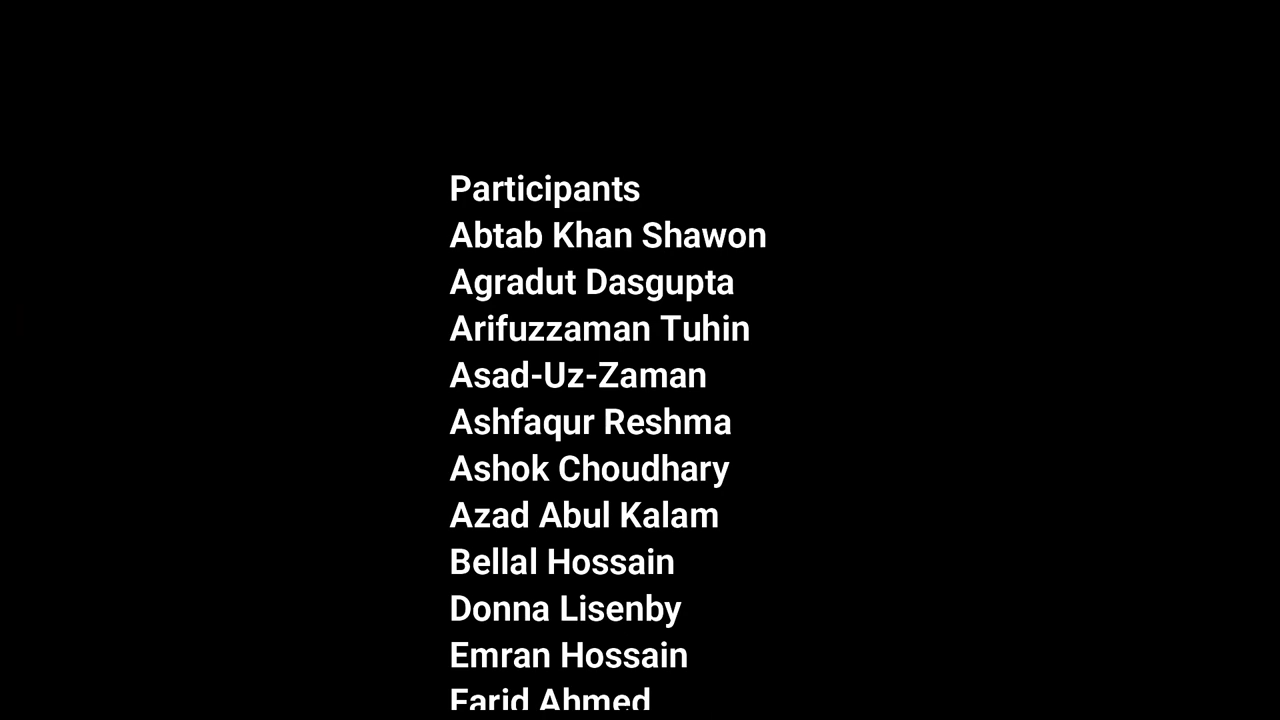 Participants
Abtab Khan Shawon
Agradut Dasgupta
Arifuzzaman Tuhin
Asad-Uz-Zaman
Ashfaqur Reshma
Ashok Choudhary
Azad Abul Kalam
Bellal Hossain
Donna Lisenby
Emran Hossain
Farid Ahmed